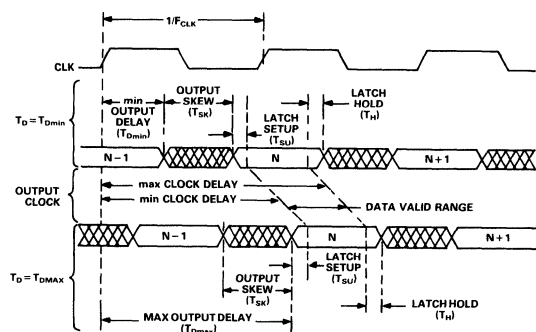 1/FCLK
CLK
min
OUTPUT
DELAY
(TDmin)
OUTPUT
SKEW
(TSK)
LATCH
SETUP
(TSU)
LATCH
HOLD
(TH)
TD = TDmin
N – 1
N
N + 1
OUTPUT
CLOCK
max CLOCK DELAY
min CLOCK DELAY
DATA VALID RANGE
TD = TDMAX
N – 1
N
N + 1
OUTPUT
SKEW
(TSK)
LATCH
SETUP
(TSU)
LATCH HOLD
(TH)
MAX OUTPUT DELAY
(TDmax)